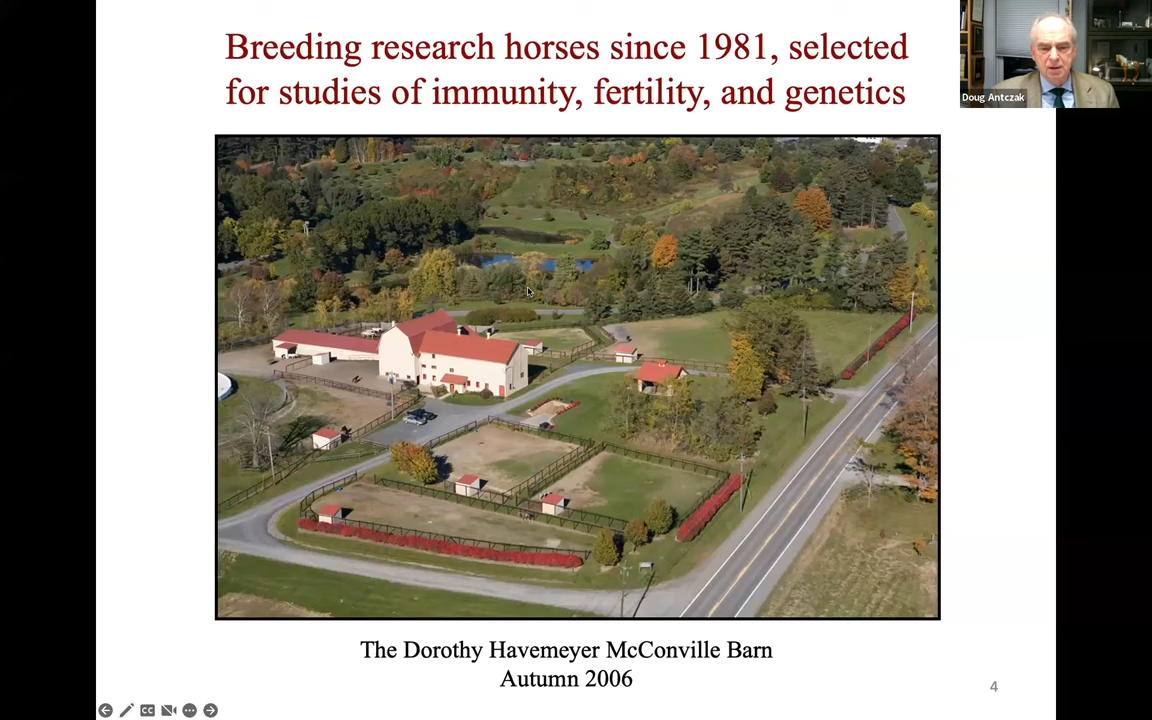 Breeding research horses since 1981, selected
for studies of immunity, fertility, and genetics
Doug Antczak
The Dorothy Havemeyer McConville Barn
Autumn 2006
4
CC